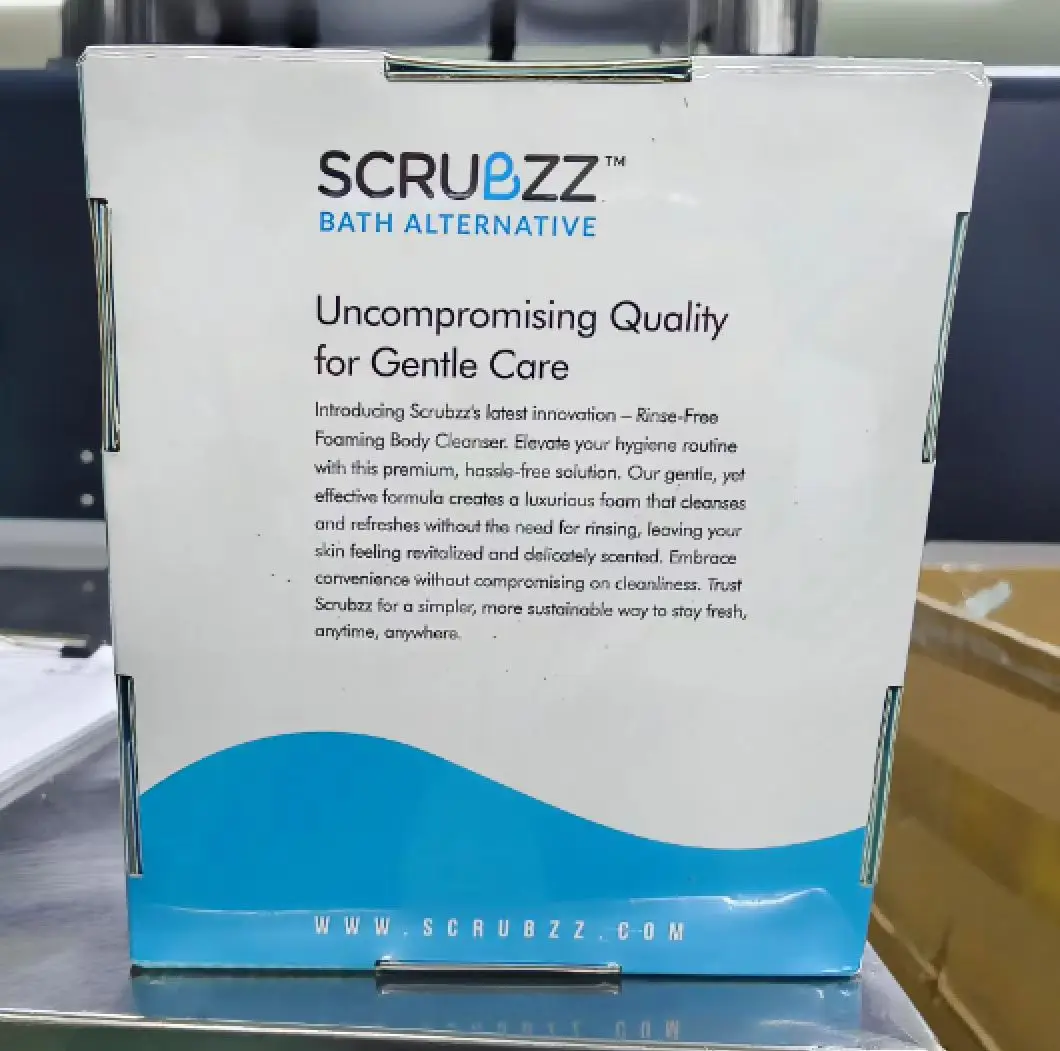 SCRUBZZ™
BATH ALTERNATIVE
Uncompromising Quality
for Gentle Care
Introducing Scrubzz's latest innovation – Rinse-Free
Foaming Body Cleanser. Elevate your hygiene routine
with this premium, hassle-free solution. Our gentle, yet
effective formula creates a luxurious foam that cleanses
and refreshes without the need for rinsing, leaving your
skin feeling revitalized and delicately scented. Embrace
convenience without compromising on cleanliness. Trust
Scrubzz for a simpler, more sustainable way to stay fresh,
anytime, anywhere.
WWW.SCRUBZZ.COM